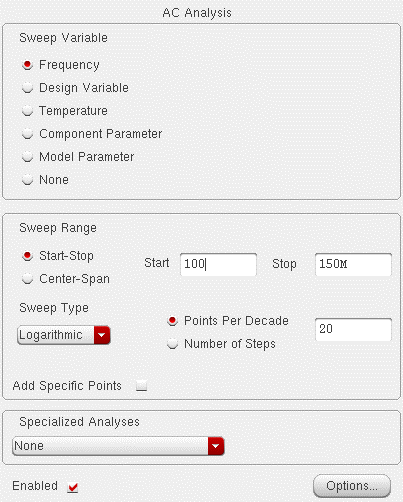 AC Analysis
Sweep Variable
Frequency
Design Variable
Temperature
Component Parameter
Model Parameter
None
Sweep Range
Start-Stop Start 100 Stop 150M
Center-Span
Sweep Type
Logarithmic
Points Per Decade 20
Number of Steps
Add Specific Points
Specialized Analyses
None
Enabled Options...